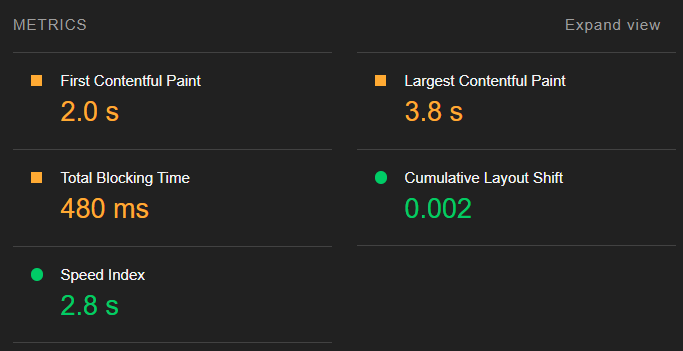 METRICS
Expand view
First Contentful Paint
2.0 s
Largest Contentful Paint
3.8 s
Total Blocking Time
480 ms
Cumulative Layout Shift
0.002
Speed Index
2.8 s